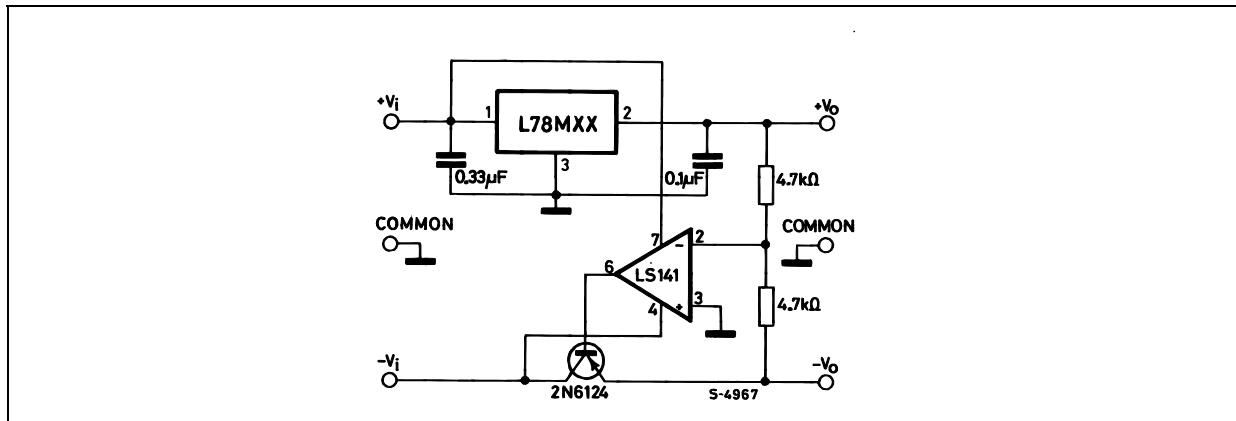 +Vi
1
L78MXX
2
+Vo
3
0.33µF
0.1µF
4.7kΩ
COMMON
COMMON
7
2
-
6
LS141
4
+
3
4.7kΩ
-Vi
-Vo
2N6124
S-4967